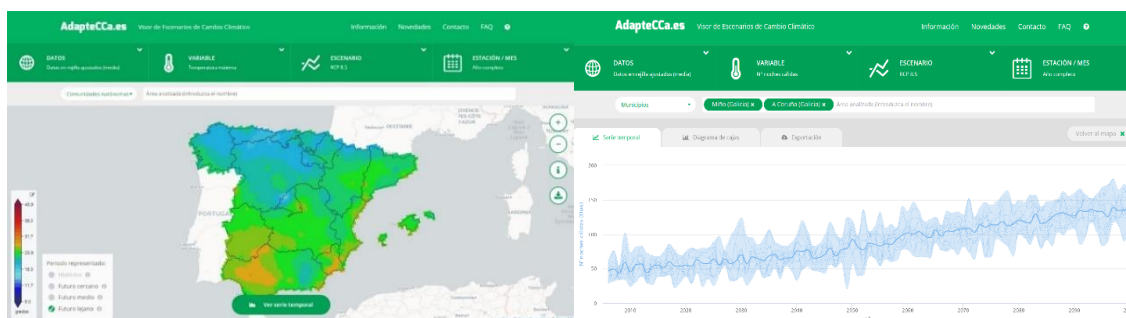 AdapteCCa.es Visor de Escenarios de Cambio Climático Información Novedades Contacto FAQ
DATOS
Datos en rejilla ajustados (media)
VARIABLE
Temperatura máxima
ESCENARIO
RCP 8.5
ESTACIÓN / MES
Año completo
Comunidades autónomas
Área analizada (introduzca el nombre)
PORTUGAL
Periodo representado:
Histórico
Futuro cercano
Futuro medio
Futuro lejano
Ver serie temporal
AdapteCCa.es Visor de Escenarios de Cambio Climático Información Novedades Contacto FAQ
DATOS
Datos en rejilla ajustados (media)
VARIABLE
Nº noches cálidas
ESCENARIO
RCP 8.5
ESTACIÓN / MES
Año completo
Municipios
Miño (Galicia) x
A Coruña (Galicia) x
Área analizada (introduzca el nombre)
Serie temporal
Diagrama de cajas
Exportación
Volver al mapa x
Nº noches cálidas (días)
200
150
100
50
0
2010 2020 2030 2040 2050 2060 2070 2080 2090